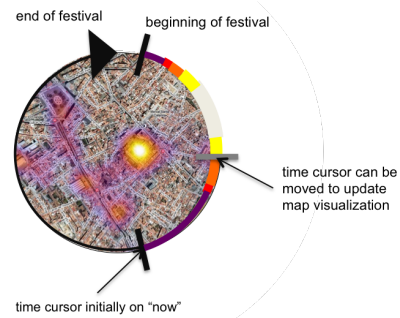 end of festival
beginning of festival
time cursor can be
moved to update
map visualization
time cursor initially on “now”